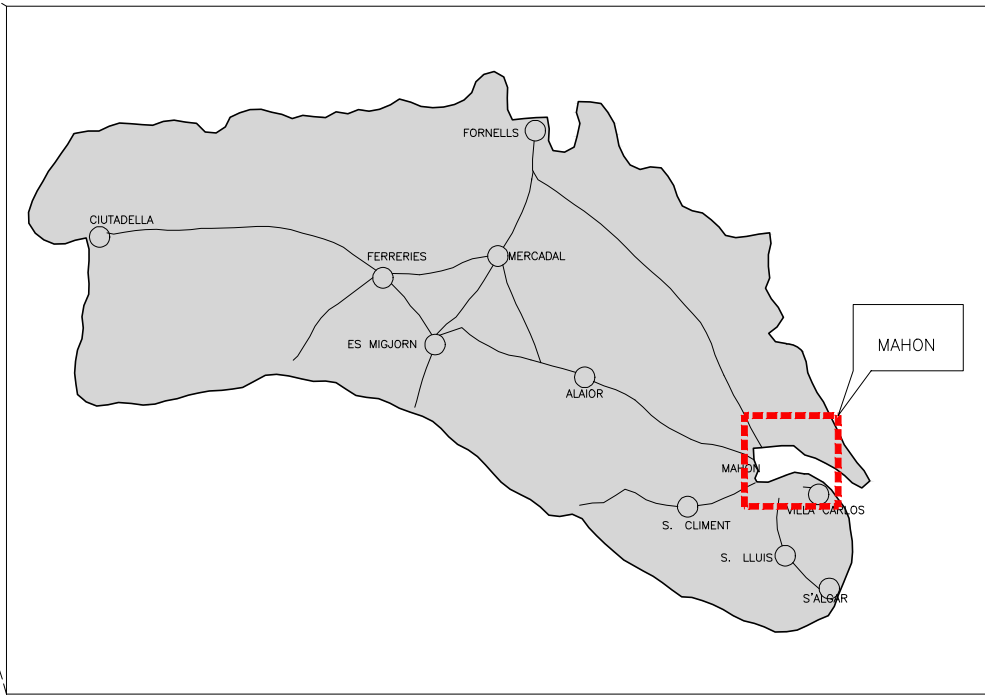 FORNELLS
CIUTADELLA
FERRERIES
MERCADAL
MAHON
ES MIGJORN
ALAIOR
MAHON
VILLA CARLOS
S. CLIMENT
S. LLUIS
S'ALGAR